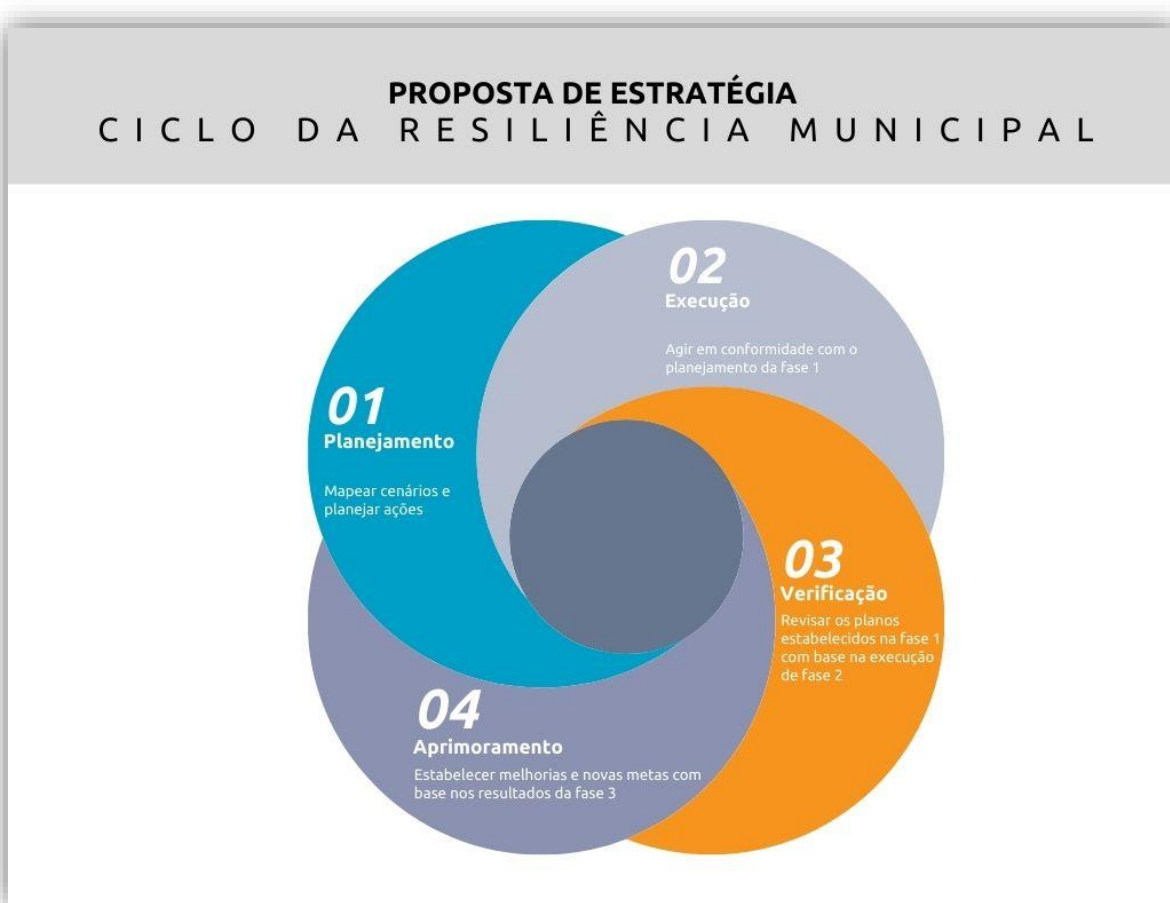 PROPOSTA DE ESTRATÉGIA
CICLO DA RESILIÊNCIA MUNICIPAL
01
Planejamento
Mapear cenários e
planejar ações
02
Execução
Agir em conformidade com o
planejamento da fase 1
03
Verificação
Revisar os planos
estabelecidos na fase 1
com base na execução
de fase 2
04
Aprimoramento
Estabelecer melhorias e novas metas com
base nos resultados da fase 3